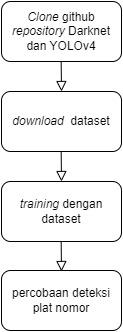 Clone github
repository Darknet
dan YOLOv4
download dataset
training dengan
dataset
percobaan deteksi
plat nomor